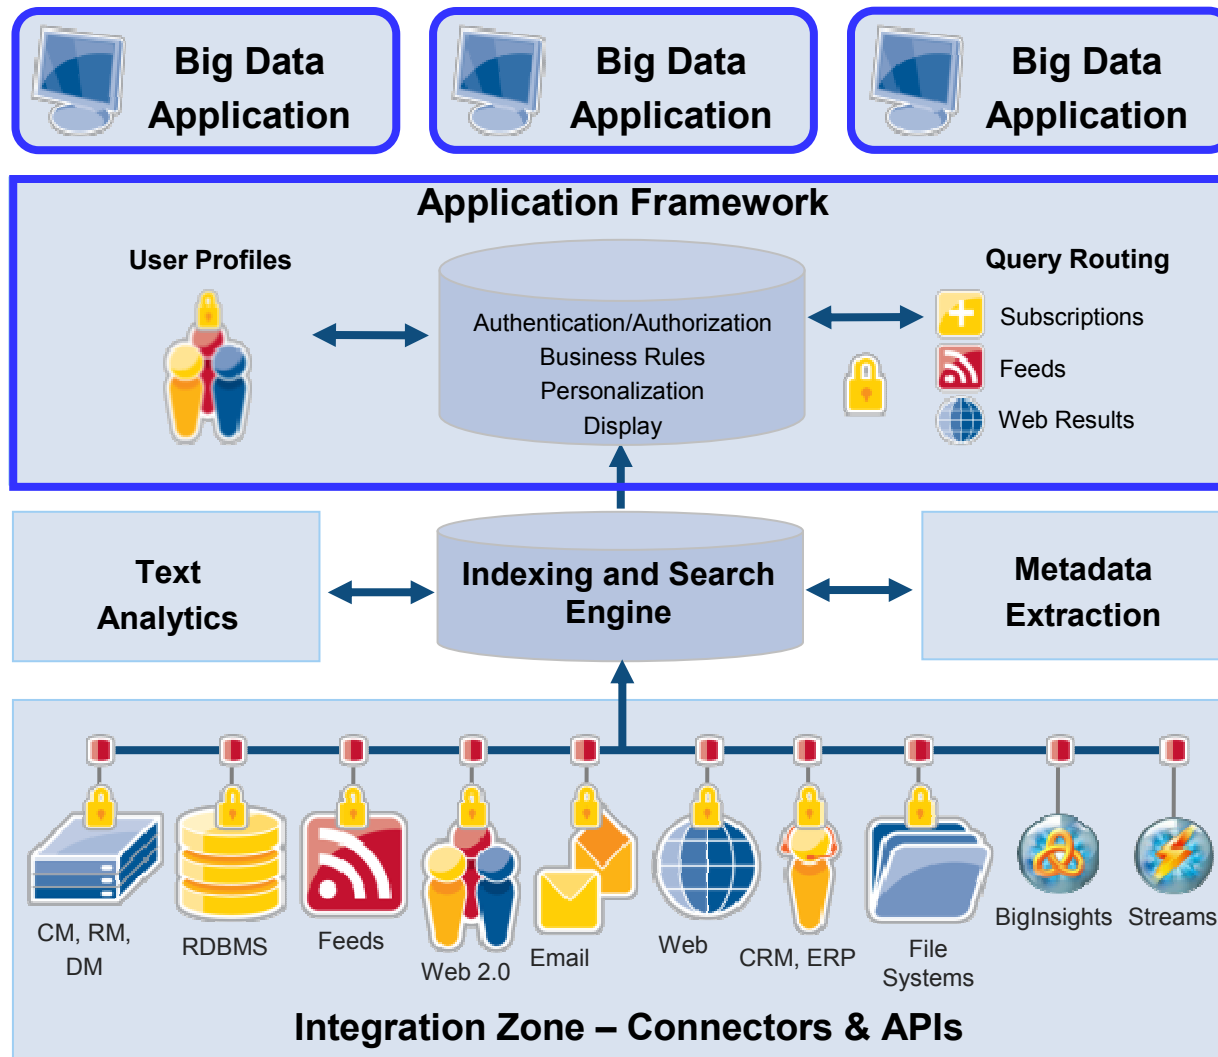 Big Data
Application
Big Data
Application
Big Data
Application
Application Framework
User Profiles
Authentication/Authorization
Business Rules
Personalization
Display
Query Routing
Subscriptions
Feeds
Web Results
Text
Analytics
Indexing and Search
Engine
Metadata
Extraction
CM, RM,
DM
RDBMS
Feeds
Web 2.0
Email
Web
CRM, ERP
File
Systems
BigInsights
Streams
Integration Zone – Connectors & APIs